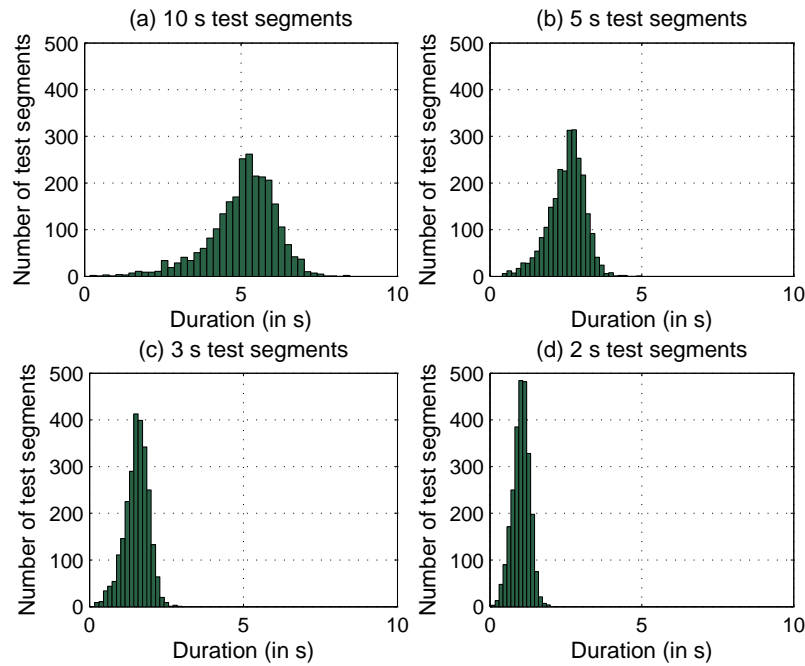 (a) 10 s test segments
Number of test segments
500
400
300
200
100
0
0 5 10
Duration (in s)
(b) 5 s test segments
Number of test segments
500
400
300
200
100
0
0 5 10
Duration (in s)
(c) 3 s test segments
Number of test segments
500
400
300
200
100
0
0 5 10
Duration (in s)
(d) 2 s test segments
Number of test segments
500
400
300
200
100
0
0 5 10
Duration (in s)